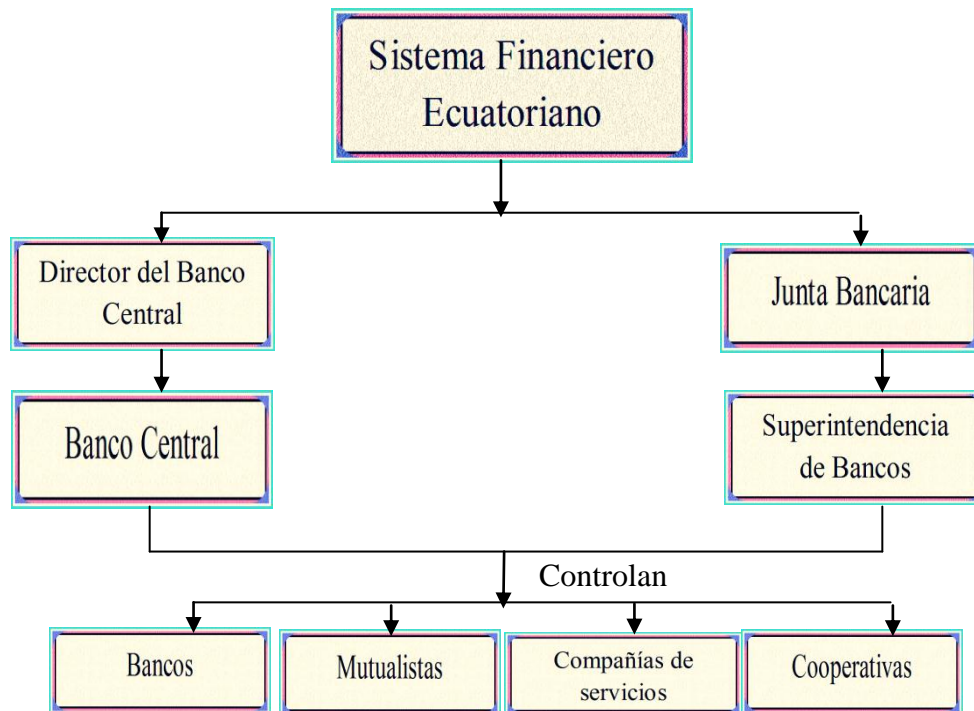 Sistema Financiero
Ecuatoriano
Director del Banco
Central
Junta Bancaria
Banco Central
Superintendencia
de Bancos
Controlan
Bancos
Mutualistas
Compañías de
servicios
Cooperativas